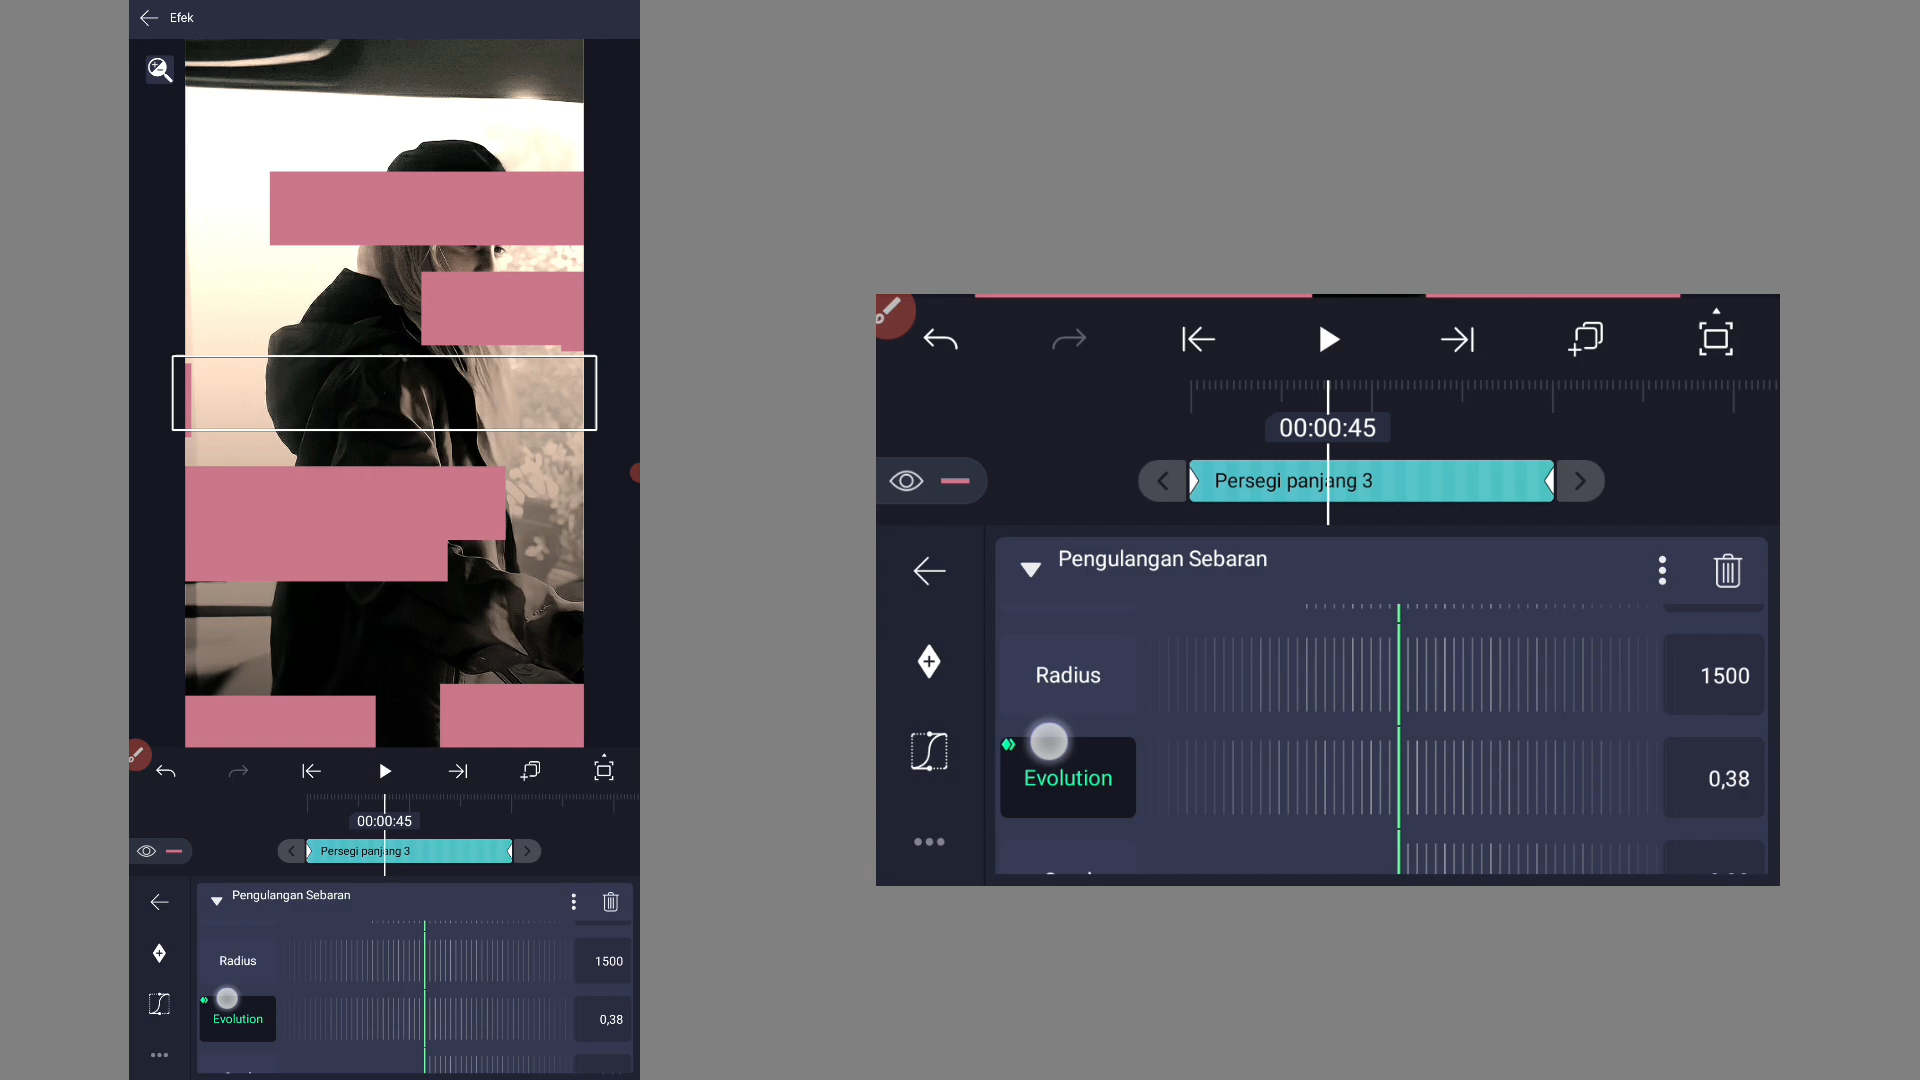 Efek
00:00:45
Persegi panjang 3
Pengulangan Sebaran
Radius
1500
Evolution
0,38
00:00:45
Persegi panjang 3
Pengulangan Sebaran
Radius
1500
Evolution
0,38